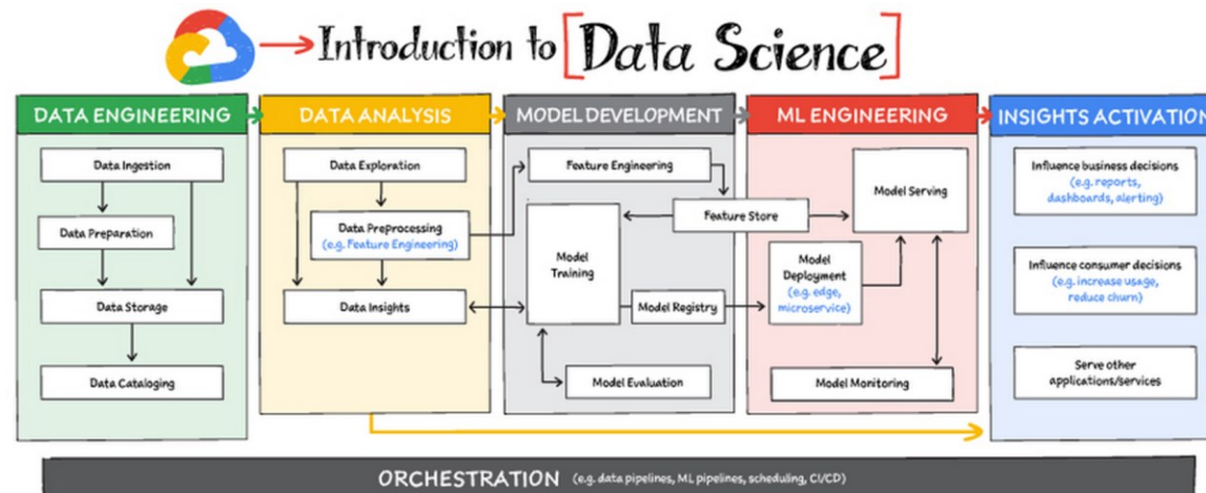 Introduction to [Data Science]
DATA ENGINEERING
Data Ingestion
Data Preparation
Data Storage
Data Cataloging
DATA ANALYSIS
Data Exploration
Data Preprocessing
(e.g. Feature Engineering)
Data Insights
MODEL DEVELOPMENT
Feature Engineering
Feature Store
Model
Training
Model Registry
Model Evaluation
ML ENGINEERING
Model Serving
Model
Deployment
(e.g. edge,
microservice)
Model Monitoring
INSIGHTS ACTIVATION
Influence business decisions
(e.g. reports,
dashboards, alerting)
Influence consumer decisions
(e.g. increase usage,
reduce churn)
Serve other
applications/services
ORCHESTRATION (e.g. data pipelines, ML pipelines, scheduling, CI/CD)